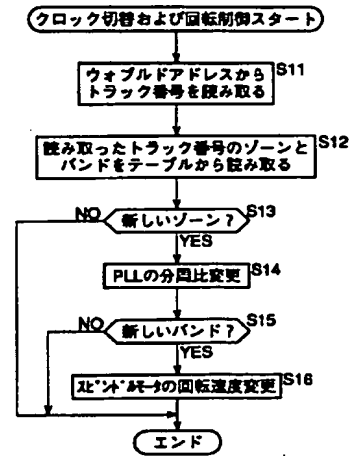 クロック切替および回転制御スタート
S11
ウォブルドアドレスから
トラック番号を読み取る
S12
読み取ったトラック番号のゾーンと
バンドをテーブルから読み取る
S13
NO
新しいゾーン?
YES
S14
PLLの分周比変更
S15
NO
新しいバンド?
YES
S16
スピンドルモータの回転速度変更
エンド